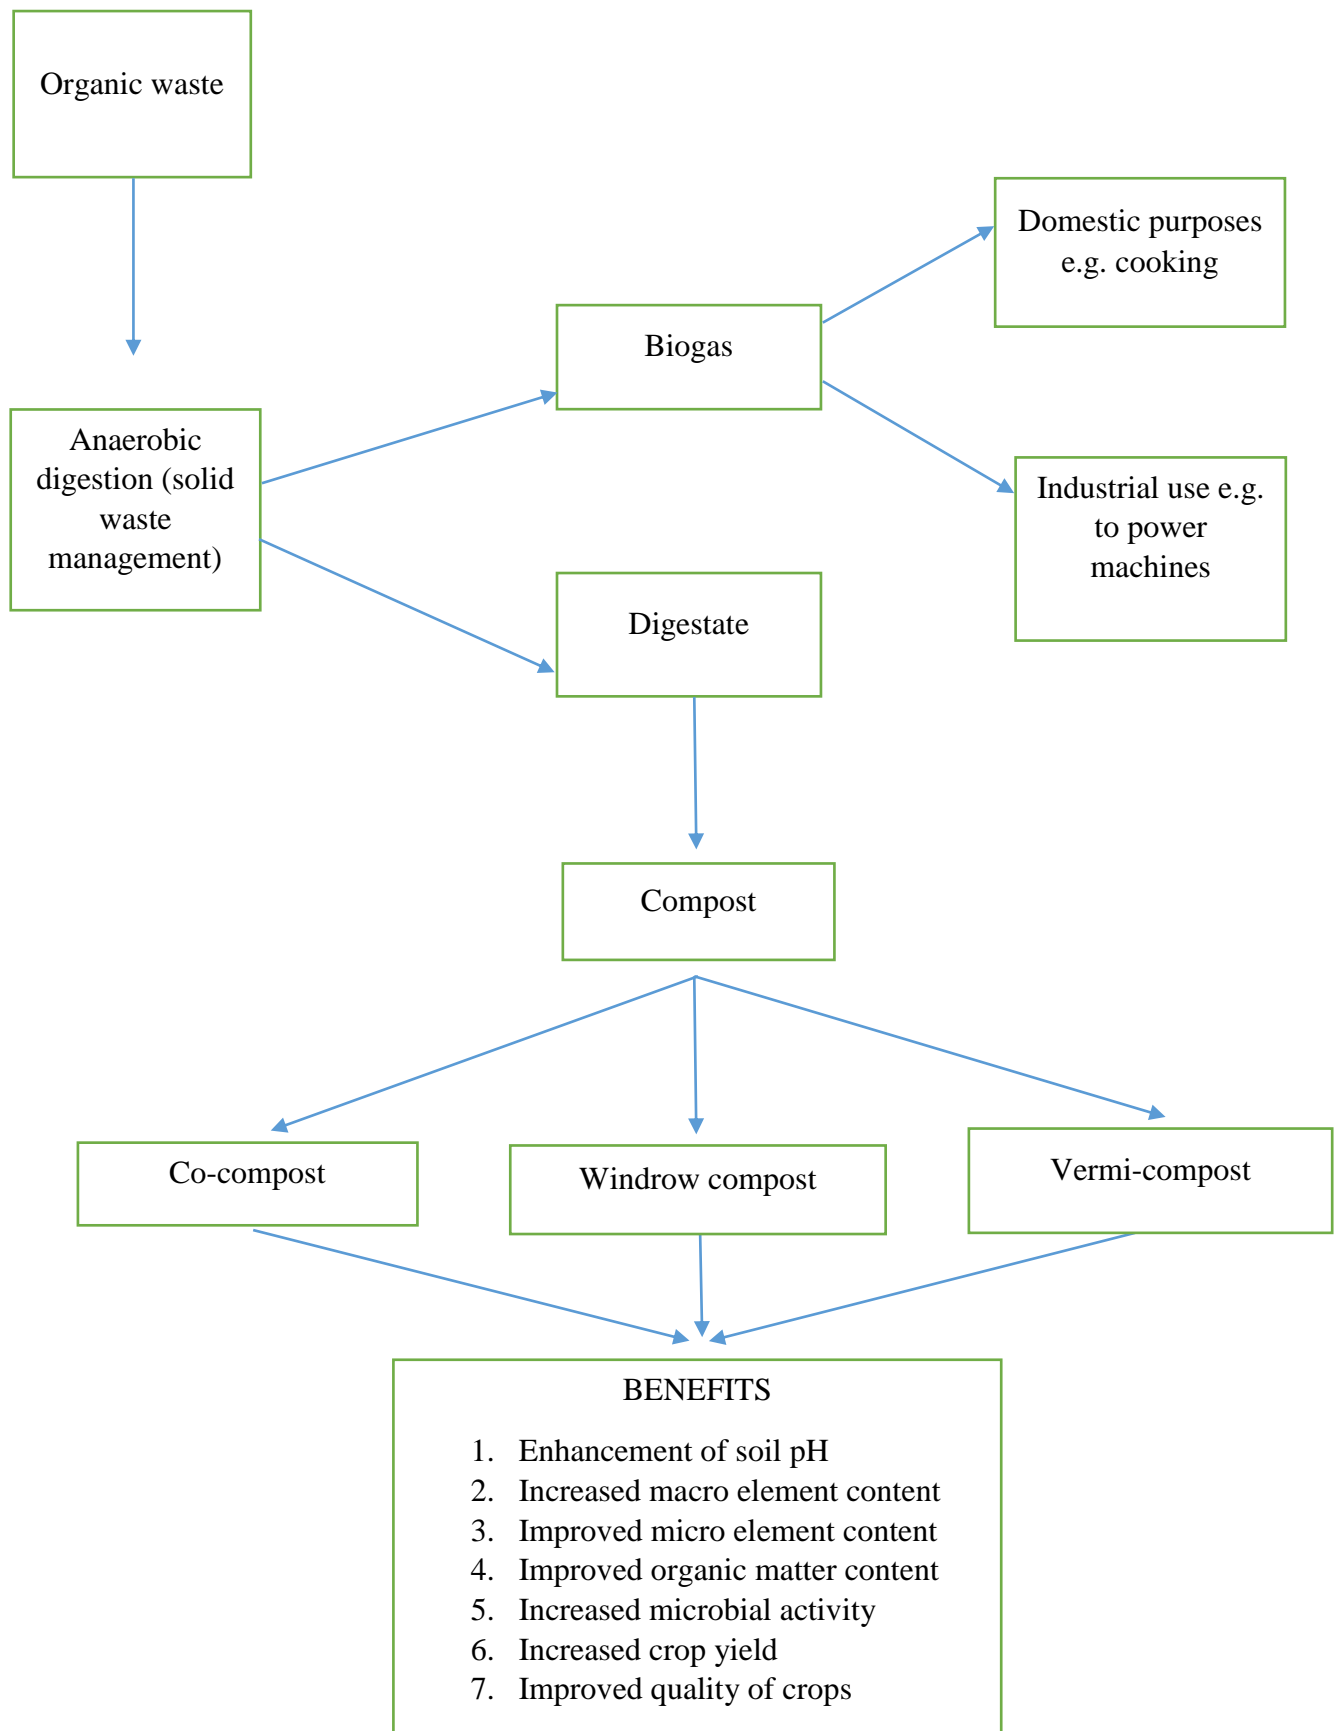 Organic waste
Domestic purposes
e.g. cooking
Biogas
Anaerobic
digestion (solid
waste
management)
Industrial use e.g.
to power
machines
Digestate
Compost
Co-compost
Windrow compost
Vermi-compost
BENEFITS
1. Enhancement of soil pH
2. Increased macro element content
3. Improved micro element content
4. Improved organic matter content
5. Increased microbial activity
6. Increased crop yield
7. Improved quality of crops